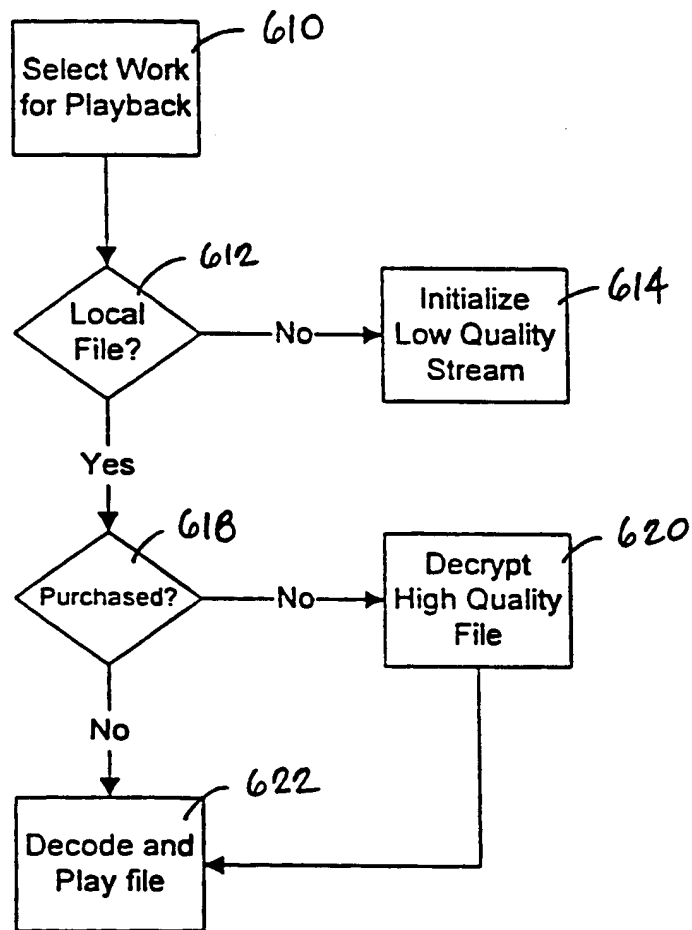 610
Select Work
for Playback
612
Local
File?
No
614
Initialize
Low Quality
Stream
Yes
618
Purchased?
No
620
Decrypt
High Quality
File
No
622
Decode and
Play file